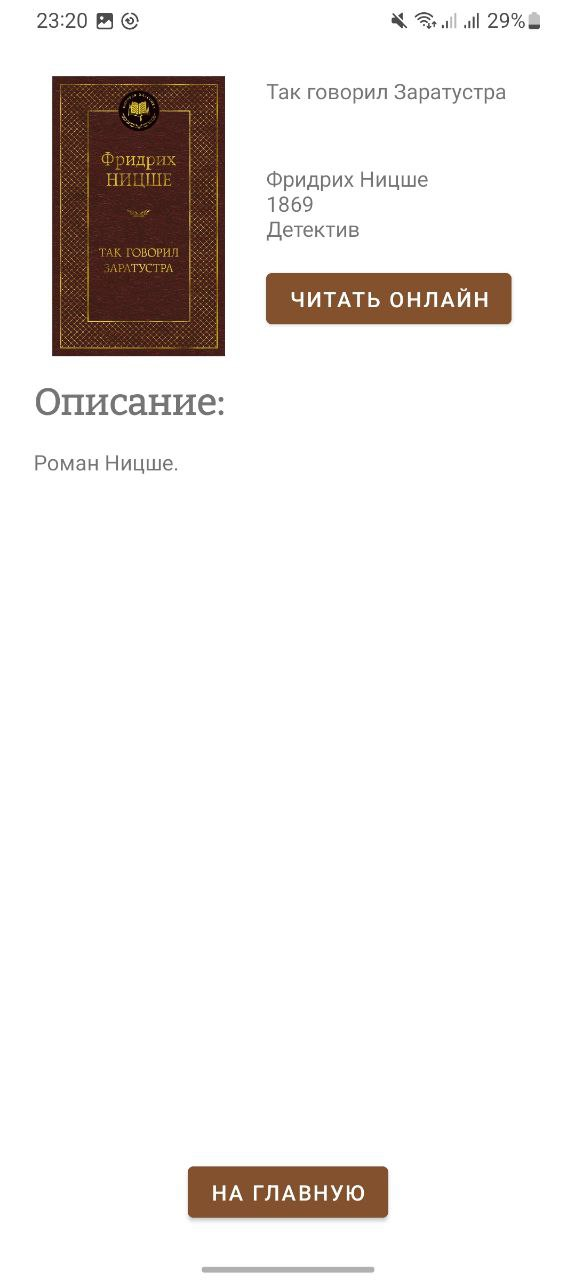 23:20 29%
Фридрих
НИЦШЕ
ТАК ГОВОРИЛ
ЗАРАТУСТРА
Так говорил Заратустра
Фридрих Ницше
1869
Детектив
ЧИТАТЬ ОНЛАЙН
Описание:
Роман Ницше.
НА ГЛАВНУЮ